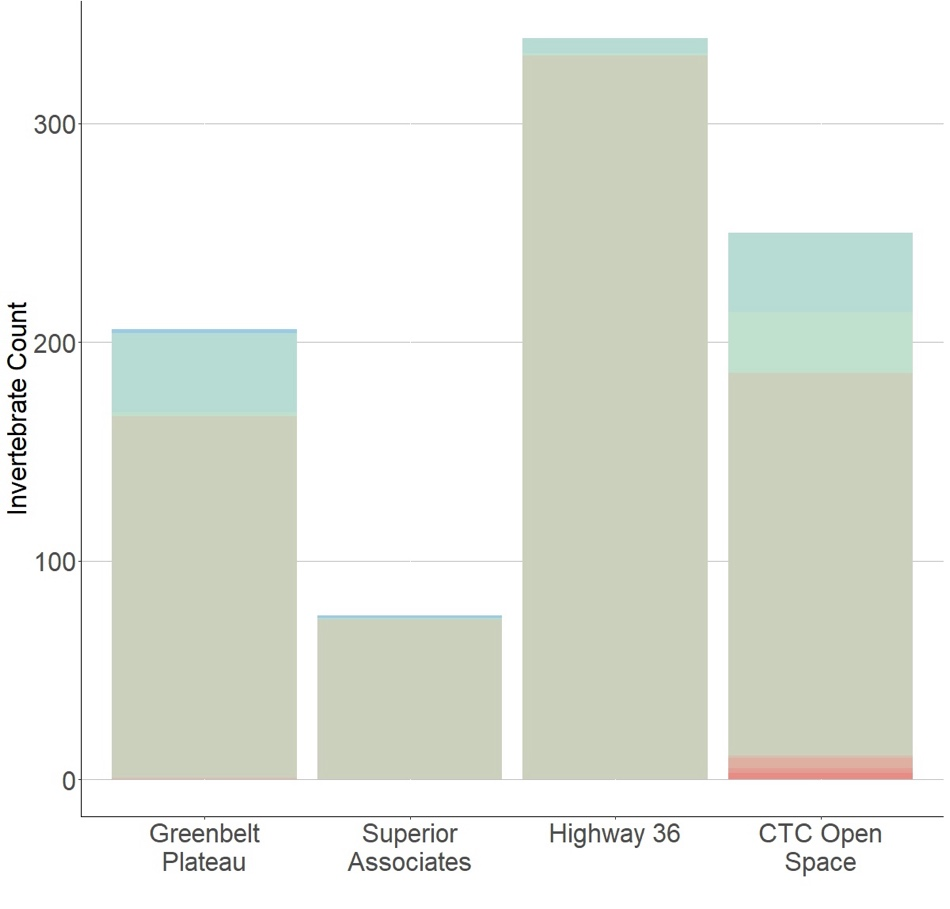 Invertebrate Count
300
200
100
0
Greenbelt
Plateau
Superior
Associates
Highway 36
CTC Open
Space